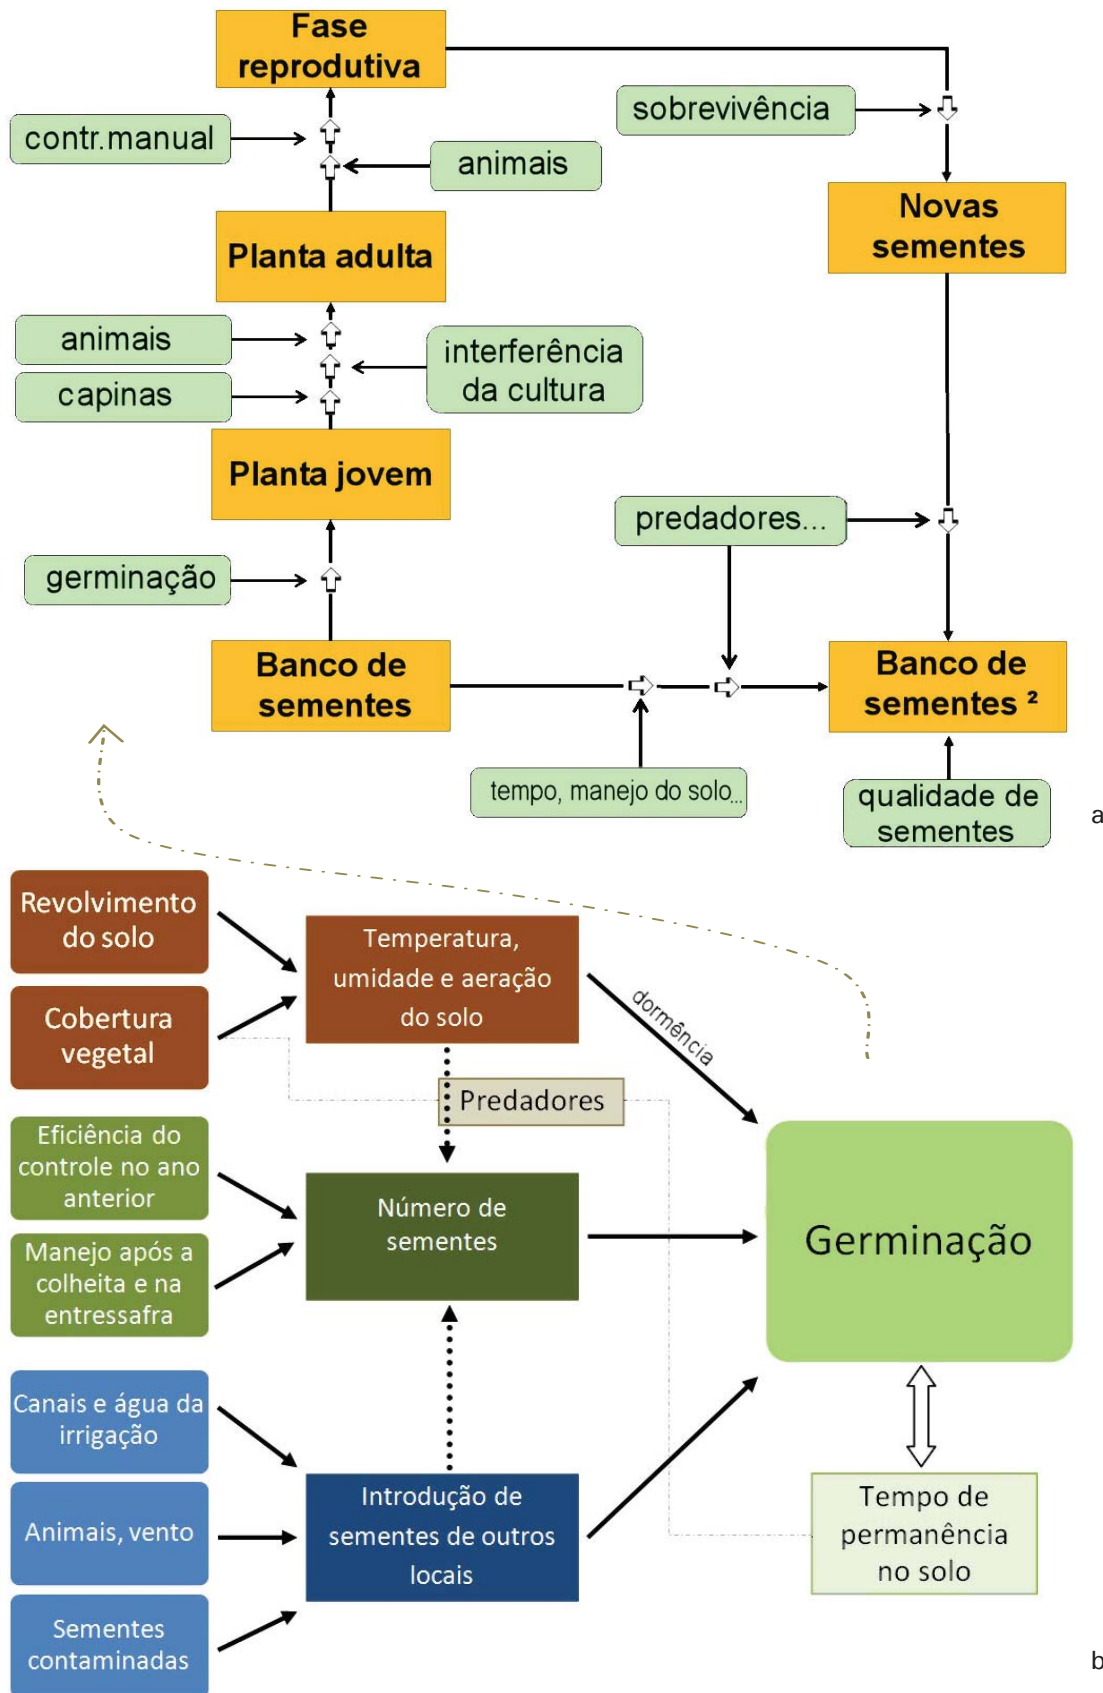 Fase
reprodutiva
sobrevivência
contr.manual
animais
Novas
sementes
Planta adulta
animais
interferência
da cultura
capinas
Planta jovem
predadores...
germinação
Banco de
sementes
Banco de
sementes ²
tempo, manejo do solo...
qualidade de
sementes
a
Revolvimento
do solo
Temperatura,
umidade e aeração
do solo
dormência
Cobertura
vegetal
Predadores
Eficiência do
controle no ano
anterior
Número de
sementes
Germinação
Manejo após a
colheita e na
entressafra
Canais e água da
irrigação
Introdução de
sementes de outros
locais
Tempo de
permanência
no solo
Animais, vento
Sementes
contaminadas
b